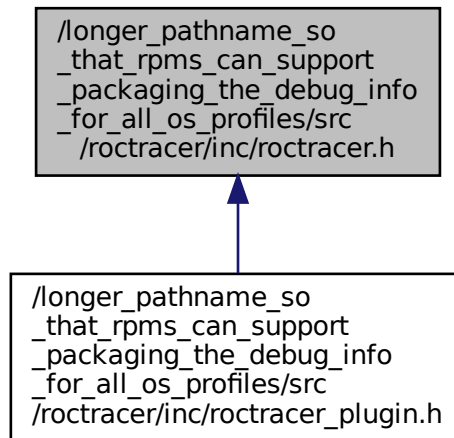 /longer_pathname_so
_that_rpms_can_support
_packaging_the_debug_info
_for_all_os_profiles/src
/roctracer/inc/roctracer.h
/longer_pathname_so
_that_rpms_can_support
_packaging_the_debug_info
_for_all_os_profiles/src
/roctracer/inc/roctracer_plugin.h